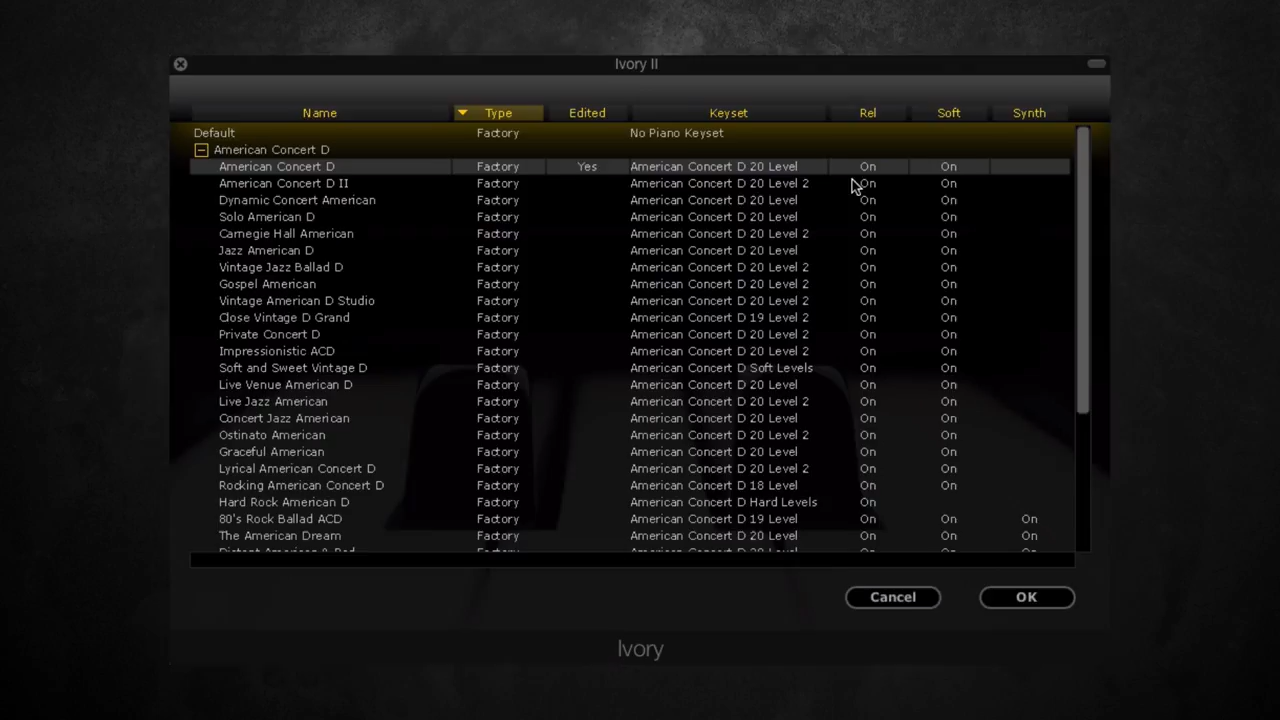 Ivory II
Name Type Edited Keyset Rel Soft Synth
Default Factory No Piano Keyset
American Concert D
American Concert D Factory Yes American Concert D 20 Level On On
American Concert D II Factory American Concert D 20 Level 2 On On
Dynamic Concert American Factory American Concert D 20 Level On On
Solo American D Factory American Concert D 20 Level On On
Carnegie Hall American Factory American Concert D 20 Level 2 On On
Jazz American D Factory American Concert D 20 Level On On
Vintage Jazz Ballad D Factory American Concert D 20 Level 2 On On
Gospel American Factory American Concert D 20 Level 2 On On
Vintage American D Studio Factory American Concert D 20 Level 2 On On
Close Vintage D Grand Factory American Concert D 19 Level 2 On On
Private Concert D Factory American Concert D 20 Level 2 On On
Impressionistic ACD Factory American Concert D 20 Level 2 On On
Soft and Sweet Vintage D Factory American Concert D Soft Levels On On
Live Venue American D Factory American Concert D 20 Level On On
Live Jazz American Factory American Concert D 20 Level 2 On On
Concert Jazz American Factory American Concert D 20 Level On On
Ostinato American Factory American Concert D 20 Level 2 On On
Graceful American Factory American Concert D 20 Level On On
Lyrical American Concert D Factory American Concert D 20 Level 2 On On
Rocking American Concert D Factory American Concert D 18 Level On On
Hard Rock American D Factory American Concert D Hard Levels On
80's Rock Ballad ACD Factory American Concert D 19 Level On On On
The American Dream Factory American Concert D 20 Level On On On
Cancel OK
Ivory